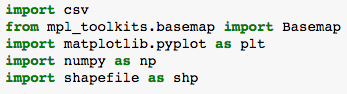 import csv
from mpl_toolkits.basemap import Basemap
import matplotlib.pyplot as plt
import numpy as np
import shapefile as shp